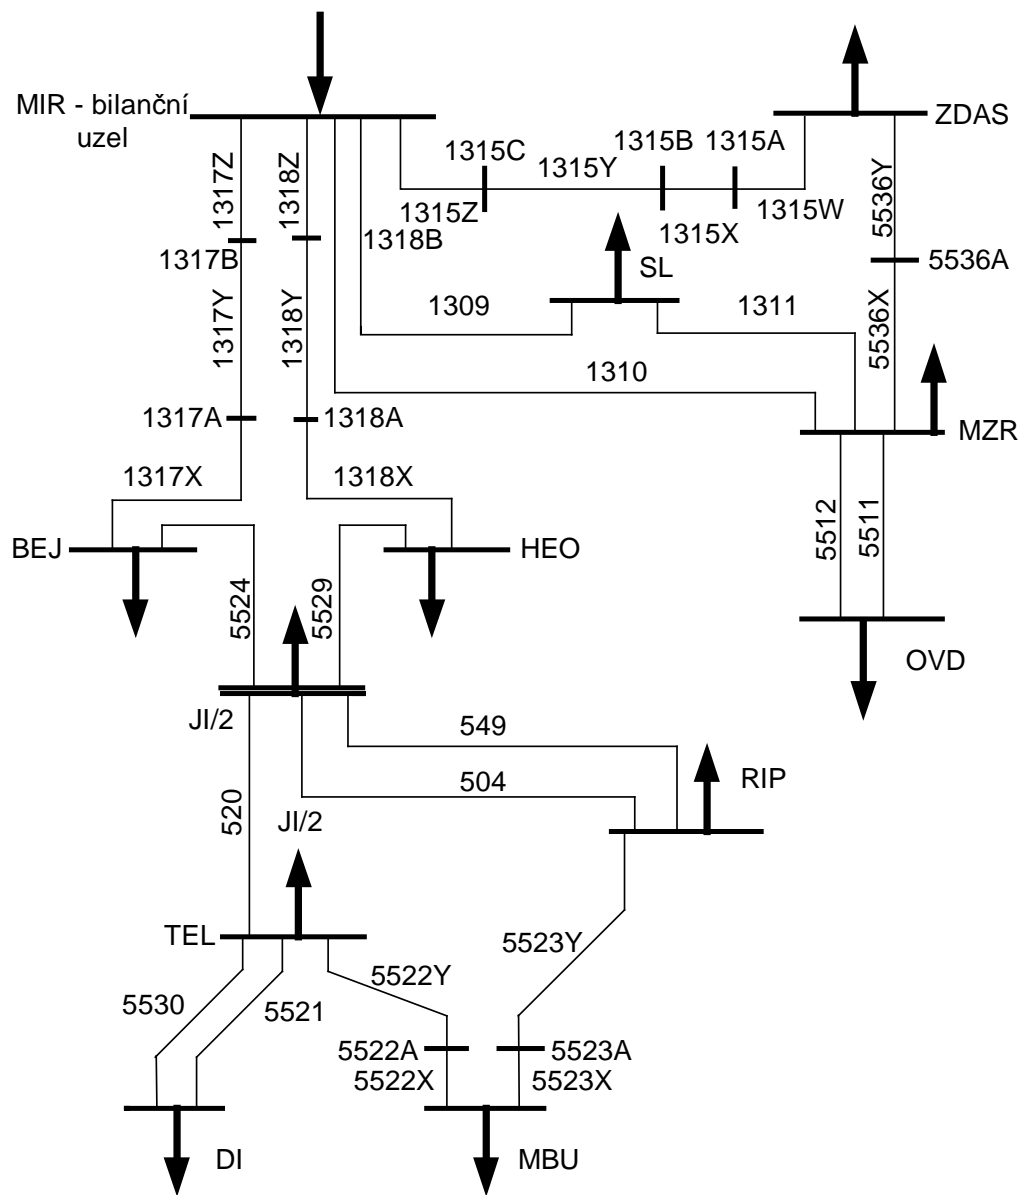 MIR - bilanční
uzel
ZDAS
1315C
1315Y
1315B
1315A
1317Z
1318Z
1315Z
1315X
1315W
5536Y
1317B
1318B
SL
5536A
1317Y
1318Y
1309
1311
5536X
1310
1317A
1318A
MZR
1317X
1318X
BEJ
HEO
5512
5511
5524
5529
OVD
JI/2
549
504
RIP
520
JI/2
TEL
5523Y
5522Y
5530
5521
5522A
5523A
5522X
5523X
DI
MBU